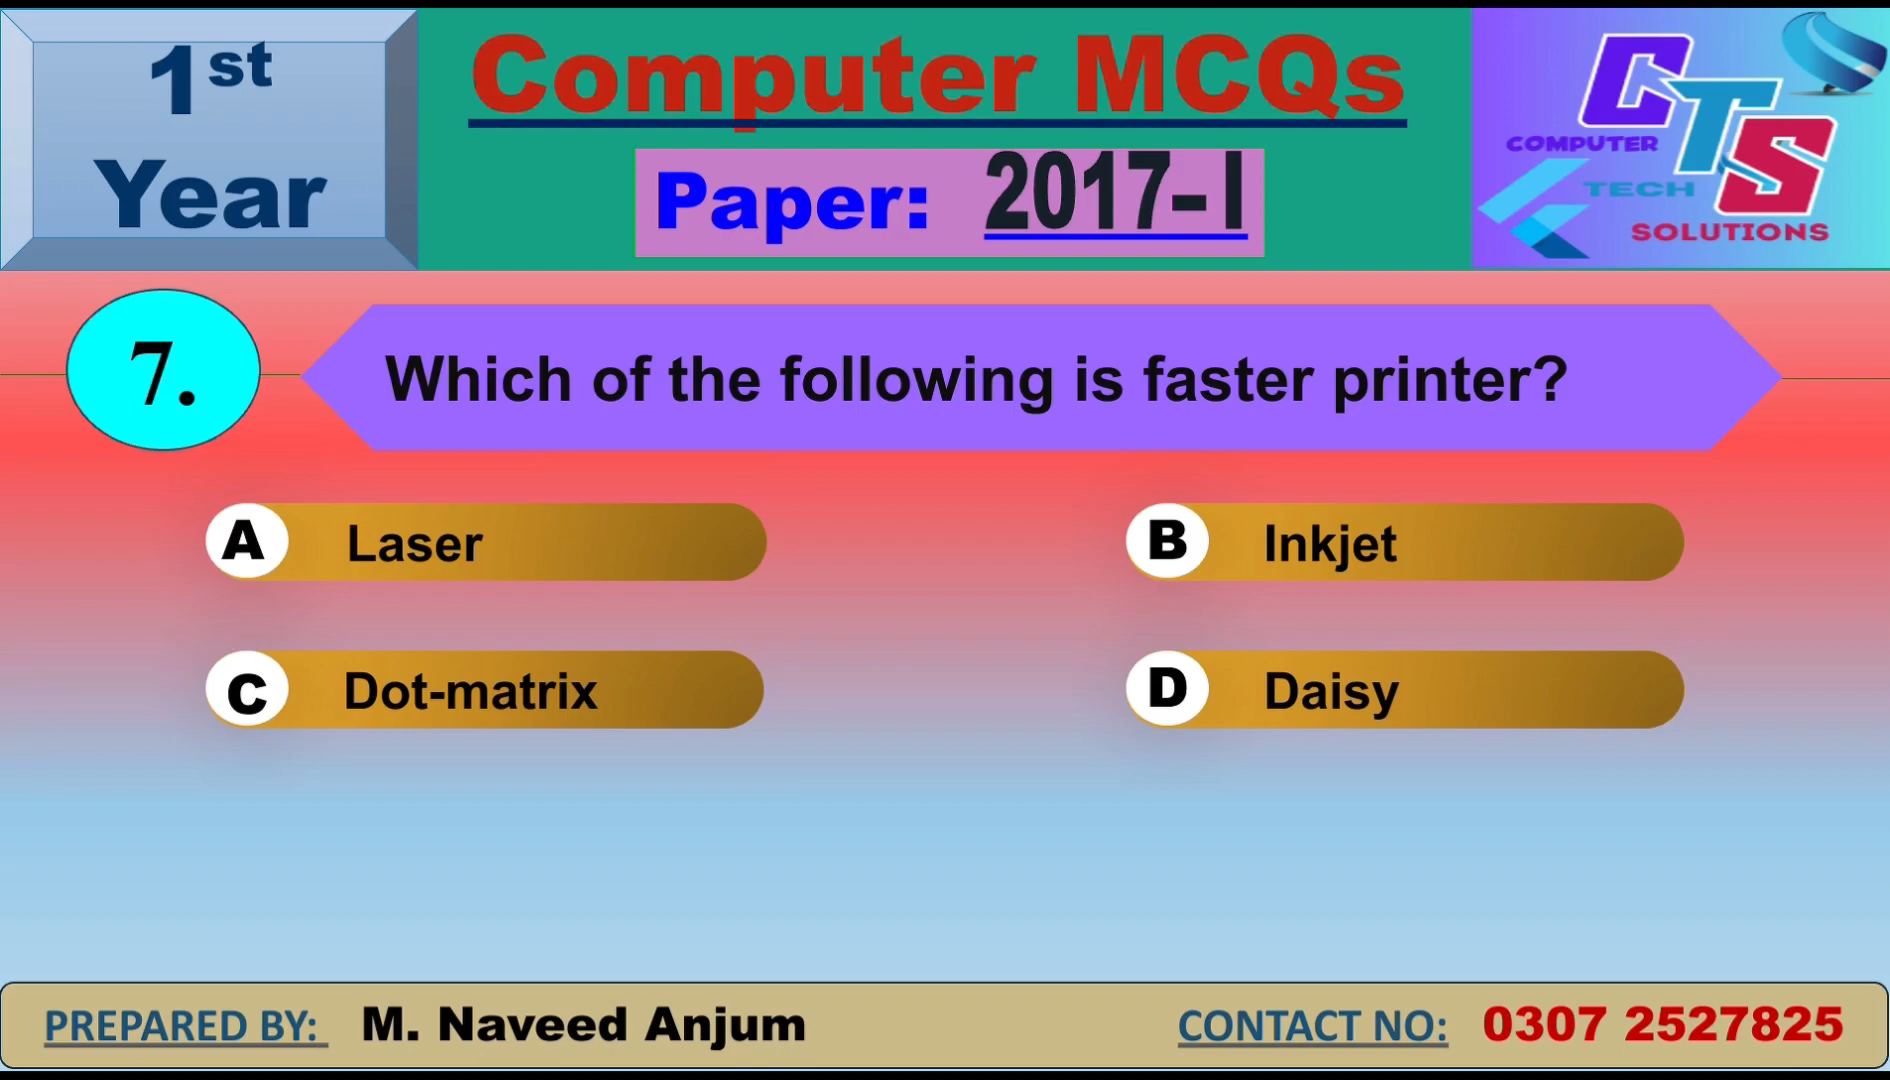 1st
Year
Computer MCQs
Paper: 2017-I
CTS
COMPUTER
TECH
SOLUTIONS
7.
Which of the following is faster printer?
A Laser
B Inkjet
C Dot-matrix
D Daisy
PREPARED BY: M. Naveed Anjum
CONTACT NO: 0307 2527825